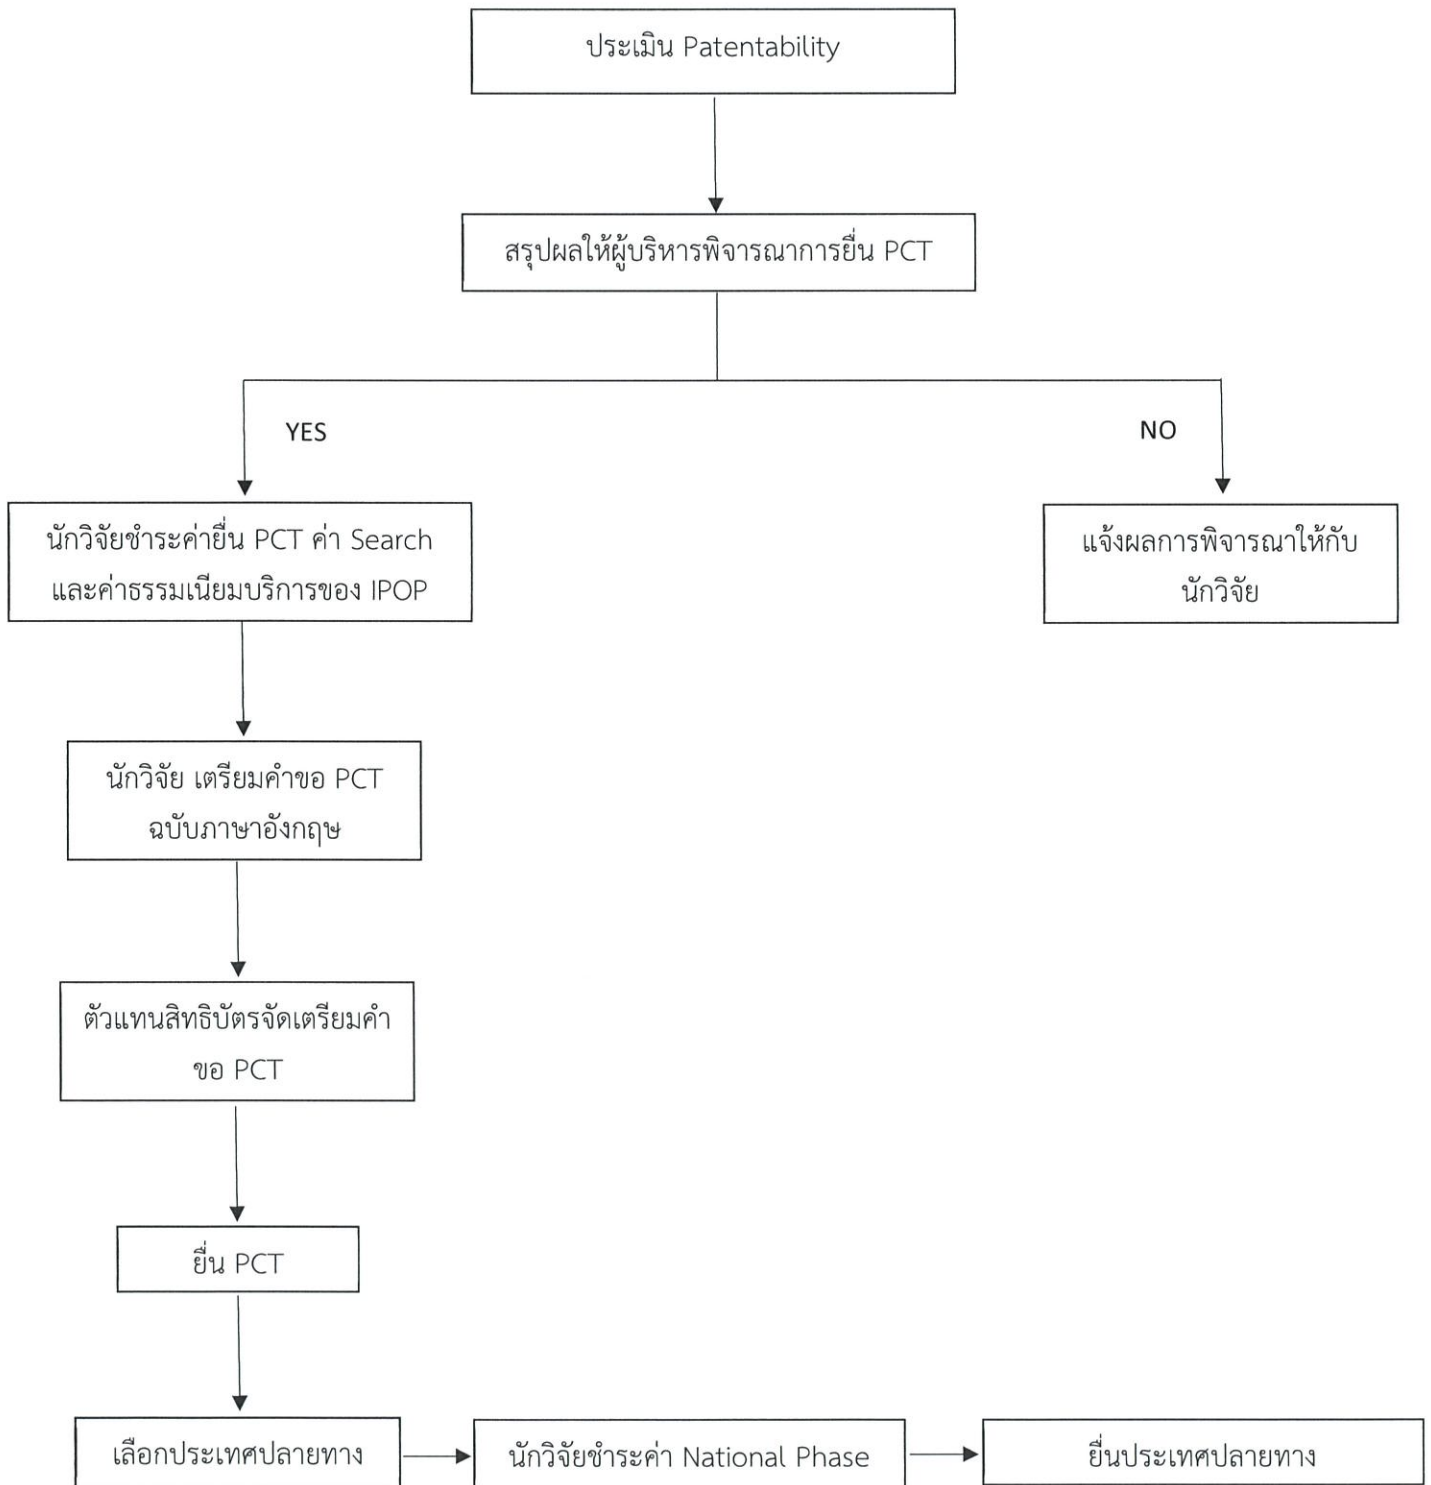 ประเมิน Patentability
สรุปผลให้ผู้บริหารพิจารณาการยื่น PCT
YES
NO
นักวิจัยชำระค่ายื่น PCT ค่า Search
และค่าธรรมเนียมบริการของ IPOP
แจ้งผลการพิจารณาให้กับ
นักวิจัย
นักวิจัย เตรียมคำขอ PCT
ฉบับภาษาอังกฤษ
ตัวแทนสิทธิบัตรจัดเตรียมคำ
ขอ PCT
ยื่น PCT
เลือกประเทศปลายทาง
นักวิจัยชำระค่า National Phase
ยื่นประเทศปลายทาง